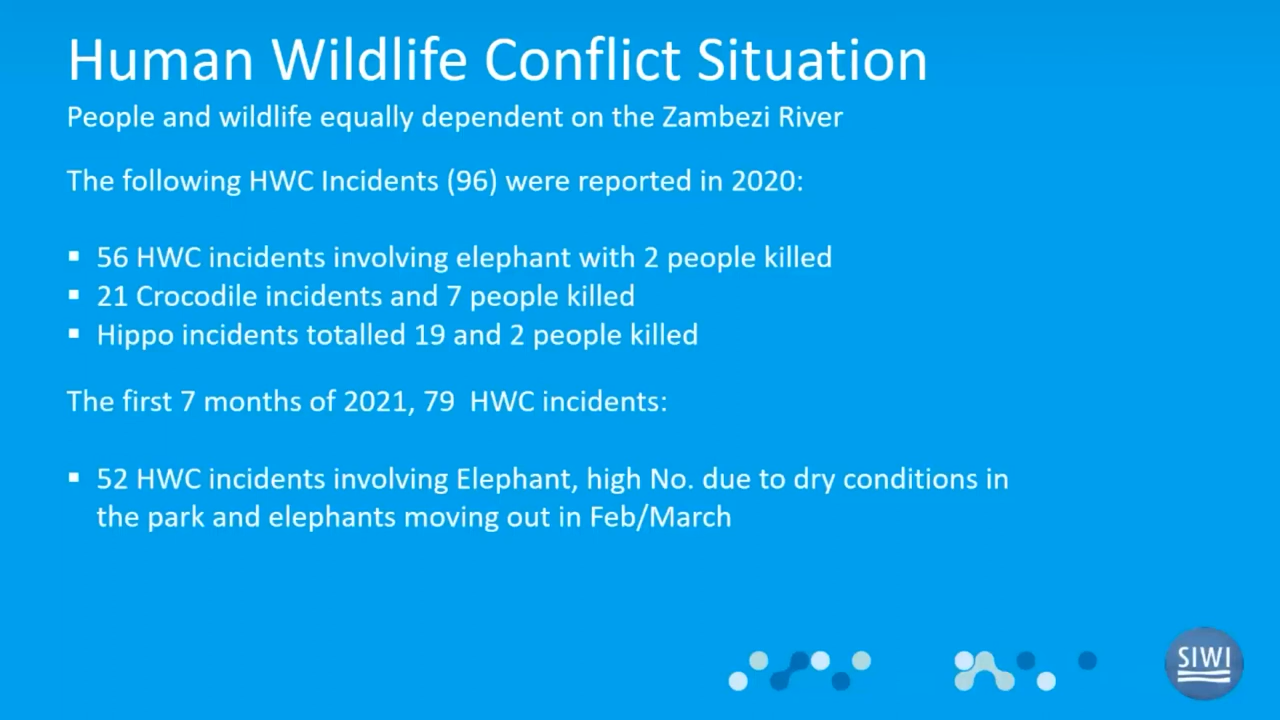 Human Wildlife Conflict Situation
People and wildlife equally dependent on the Zambezi River
The following HWC Incidents (96) were reported in 2020:
▪ 56 HWC incidents involving elephant with 2 people killed
▪ 21 Crocodile incidents and 7 people killed
▪ Hippo incidents totalled 19 and 2 people killed
The first 7 months of 2021, 79  HWC incidents:
▪ 52 HWC incidents involving Elephant, high No. due to dry conditions in
the park and elephants moving out in Feb/March
SIWI